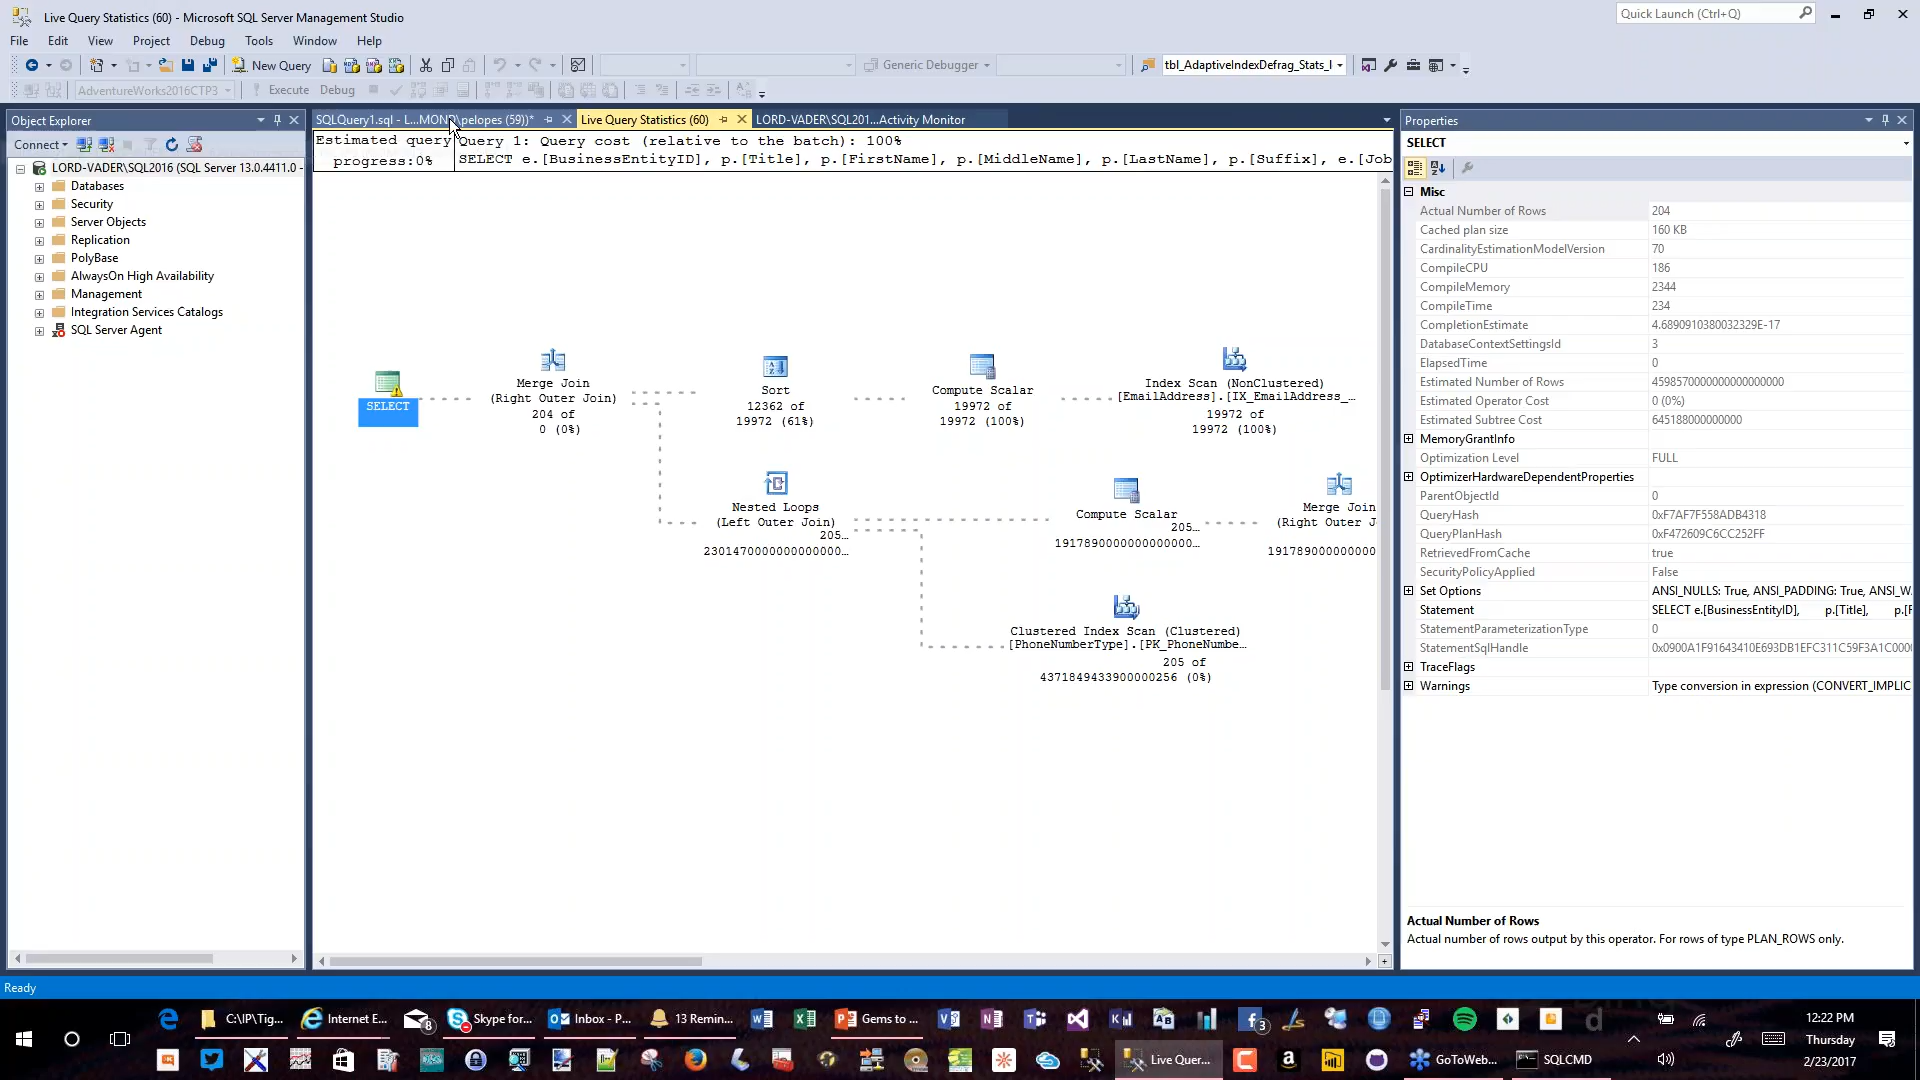 Live Query Statistics (60) - Microsoft SQL Server Management Studio
Quick Launch (Ctrl+Q)
File Edit View Project Debug Tools Window Help
New Query
Generic Debugger
tbl_AdaptiveIndexDefrag_Stats_l
AdventureWorks2016CTP3
Execute Debug
Object Explorer
Connect
LORD-VADER\SQL2016 (SQL Server 13.0.4411.0 -
Databases
Security
Server Objects
Replication
PolyBase
AlwaysOn High Availability
Management
Integration Services Catalogs
SQL Server Agent
SQLQuery1.sql - L...MOND\pelopes (59))*
Live Query Statistics (60)
LORD-VADER\SQL201...Activity Monitor
Estimated query progress:0%
Query 1: Query cost (relative to the batch): 100%
SELECT e.[BusinessEntityID], p.[Title], p.[FirstName], p.[MiddleName], p.[LastName], p.[Suffix], e.[Job
SELECT
Merge Join
(Right Outer Join)
204 of
0 (0%)
Sort
12362 of
19972 (61%)
Compute Scalar
19972 of
19972 (100%)
Index Scan (NonClustered)
[EmailAddress].[IX_EmailAddress_...
19972 of
19972 (100%)
Nested Loops
(Left Outer Join)
205...
2301470000000000000...
Compute Scalar
205...
1917890000000000000...
Merge Join
(Right Outer J
191789000000
Clustered Index Scan (Clustered)
[PhoneNumberType].[PK_PhoneNumbe...
205 of
4371849433900000256 (0%)
Properties
SELECT
Misc
Actual Number of Rows 204
Cached plan size 160 KB
CardinalityEstimationModelVersion 70
CompileCPU 186
CompileMemory 2344
CompileTime 234
CompletionEstimate 4.6890910380032329E-17
DatabaseContextSettingsId 3
ElapsedTime 0
Estimated Number of Rows 4598570000000000000000
Estimated Operator Cost 0 (0%)
Estimated Subtree Cost 645188000000000
MemoryGrantInfo
Optimization Level FULL
OptimizerHardwareDependentProperties
ParentObjectId 0
QueryHash 0xF7AF7F558ADB4318
QueryPlanHash 0xF472609C6CC252FF
RetrievedFromCache true
SecurityPolicyApplied False
Set Options ANSI_NULLS: True, ANSI_PADDING: True, ANSI_W
Statement SELECT e.[BusinessEntityID], p.[Title], p.[F
StatementParameterizationType 0
StatementSqlHandle 0x0900A1F91643410E693DB1EFC311C59F3A1C000
TraceFlags
Warnings Type conversion in expression (CONVERT_IMPLIC
Actual Number of Rows
Actual number of rows output by this operator. For rows of type PLAN_ROWS only.
Ready
C:\IP\Tig...
Internet E...
8
Skype for...
Inbox - P...
13 Remin...
Gems to ...
3
12:22 PM
Thursday
2/23/2017
Live Quer...
GoToWeb...
SQLCMD